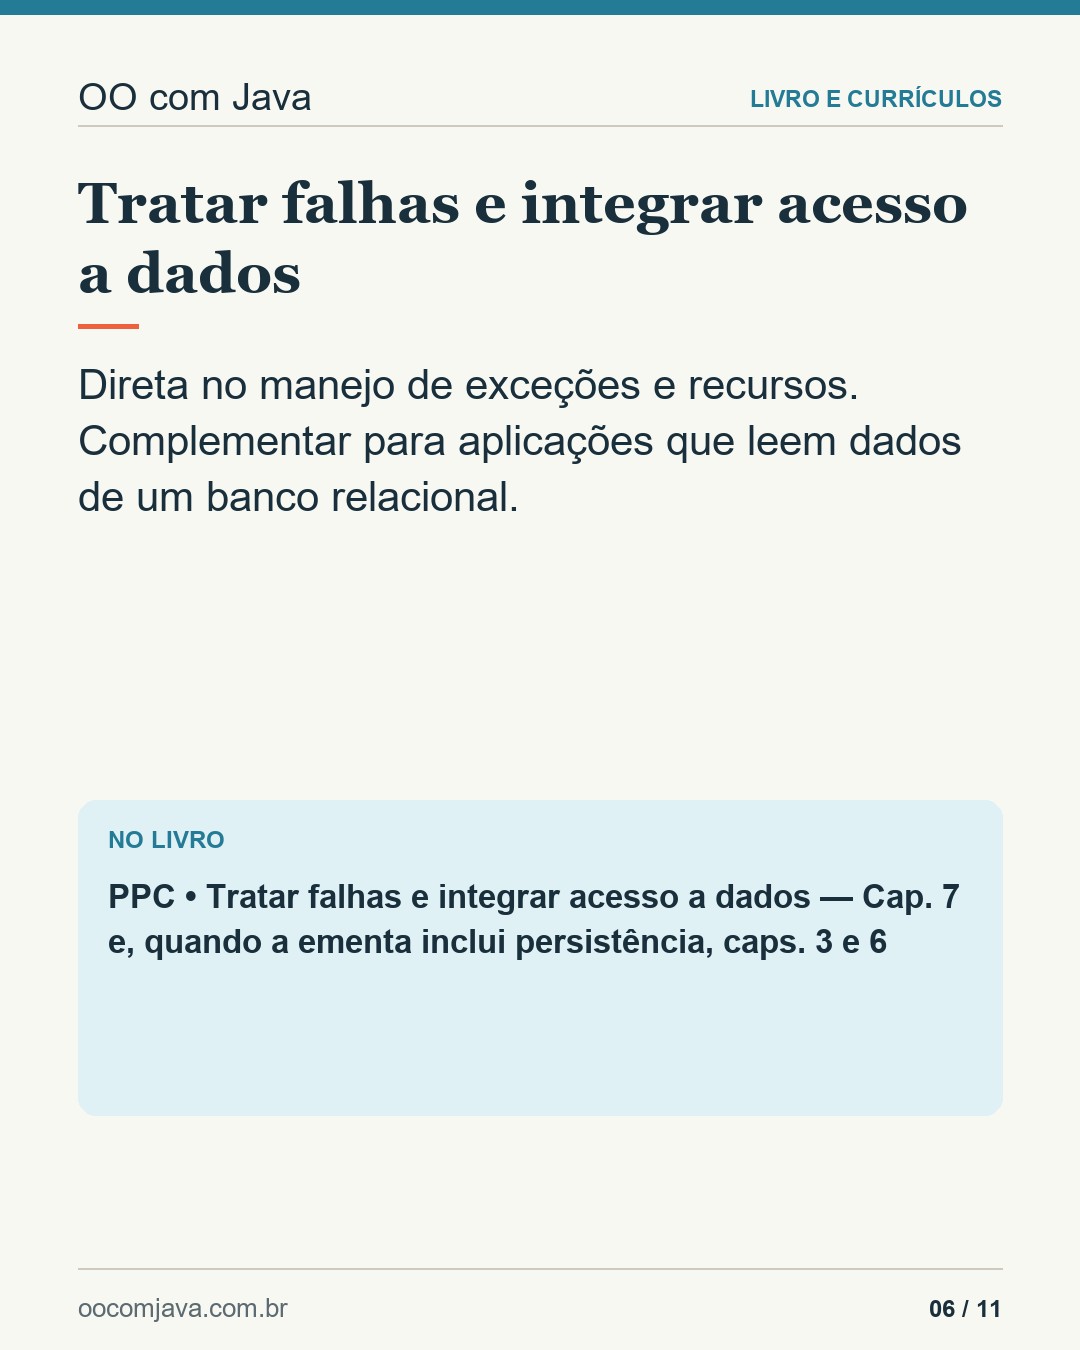 OO com Java
LIVRO E CURRÍCULOS
Tratar falhas e integrar acesso
a dados
Direta no manejo de exceções e recursos.
Complementar para aplicações que leem dados
de um banco relacional.
NO LIVRO
PPC • Tratar falhas e integrar acesso a dados — Cap. 7
e, quando a ementa inclui persistência, caps. 3 e 6
oocomjava.com.br
06 / 11